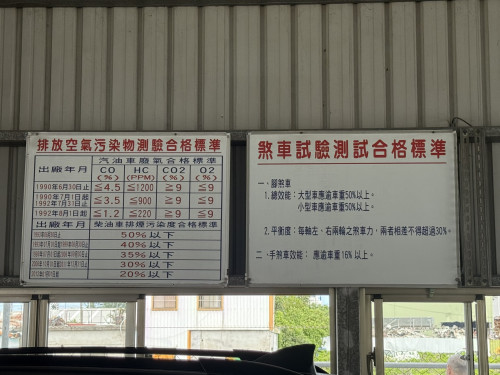 排放空氣污染物測驗合格標準
汽油車廢氣合格標準
出廠年月 CO (%) HC (PPM) CO2 (%) O2 (%)
1990年6月30日止 ≤4.5 ≤1200 ≥9 ≤9
1990年7月1日起 1992年7月31日止 ≤3.5 ≤900 ≥9 ≤9
1992年8月1日起 ≤1.2 ≤220 ≥9 ≤9
出廠年月 柴油車排煙污染度合格標準
50%以下
40%以下
35%以下
30%以下
20%以下
煞車試驗測試合格標準
一、腳煞車
1.總效能：大型車應逾車重50%以上。
小型車應逾車重50%以上。
2.平衡度：每軸左、右兩輪之煞車力，兩者相差不得超過30%。
二、手煞車效能：應逾車重16%以上。